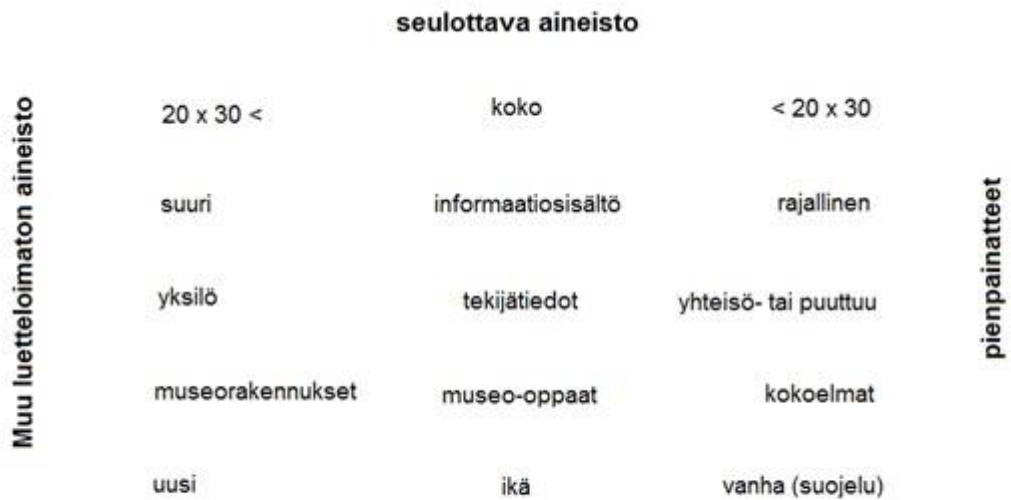 seulottava aineisto
Muu luetteloimaton aineisto
20 x 30 < koko < 20 x 30
suuri informaatiosisältö rajallinen
yksilö tekijätiedot yhteisö- tai puuttuu
museorakennukset museo-oppaat kokoelmat
uusi ikä vanha (suojelu)
pienpainatteet